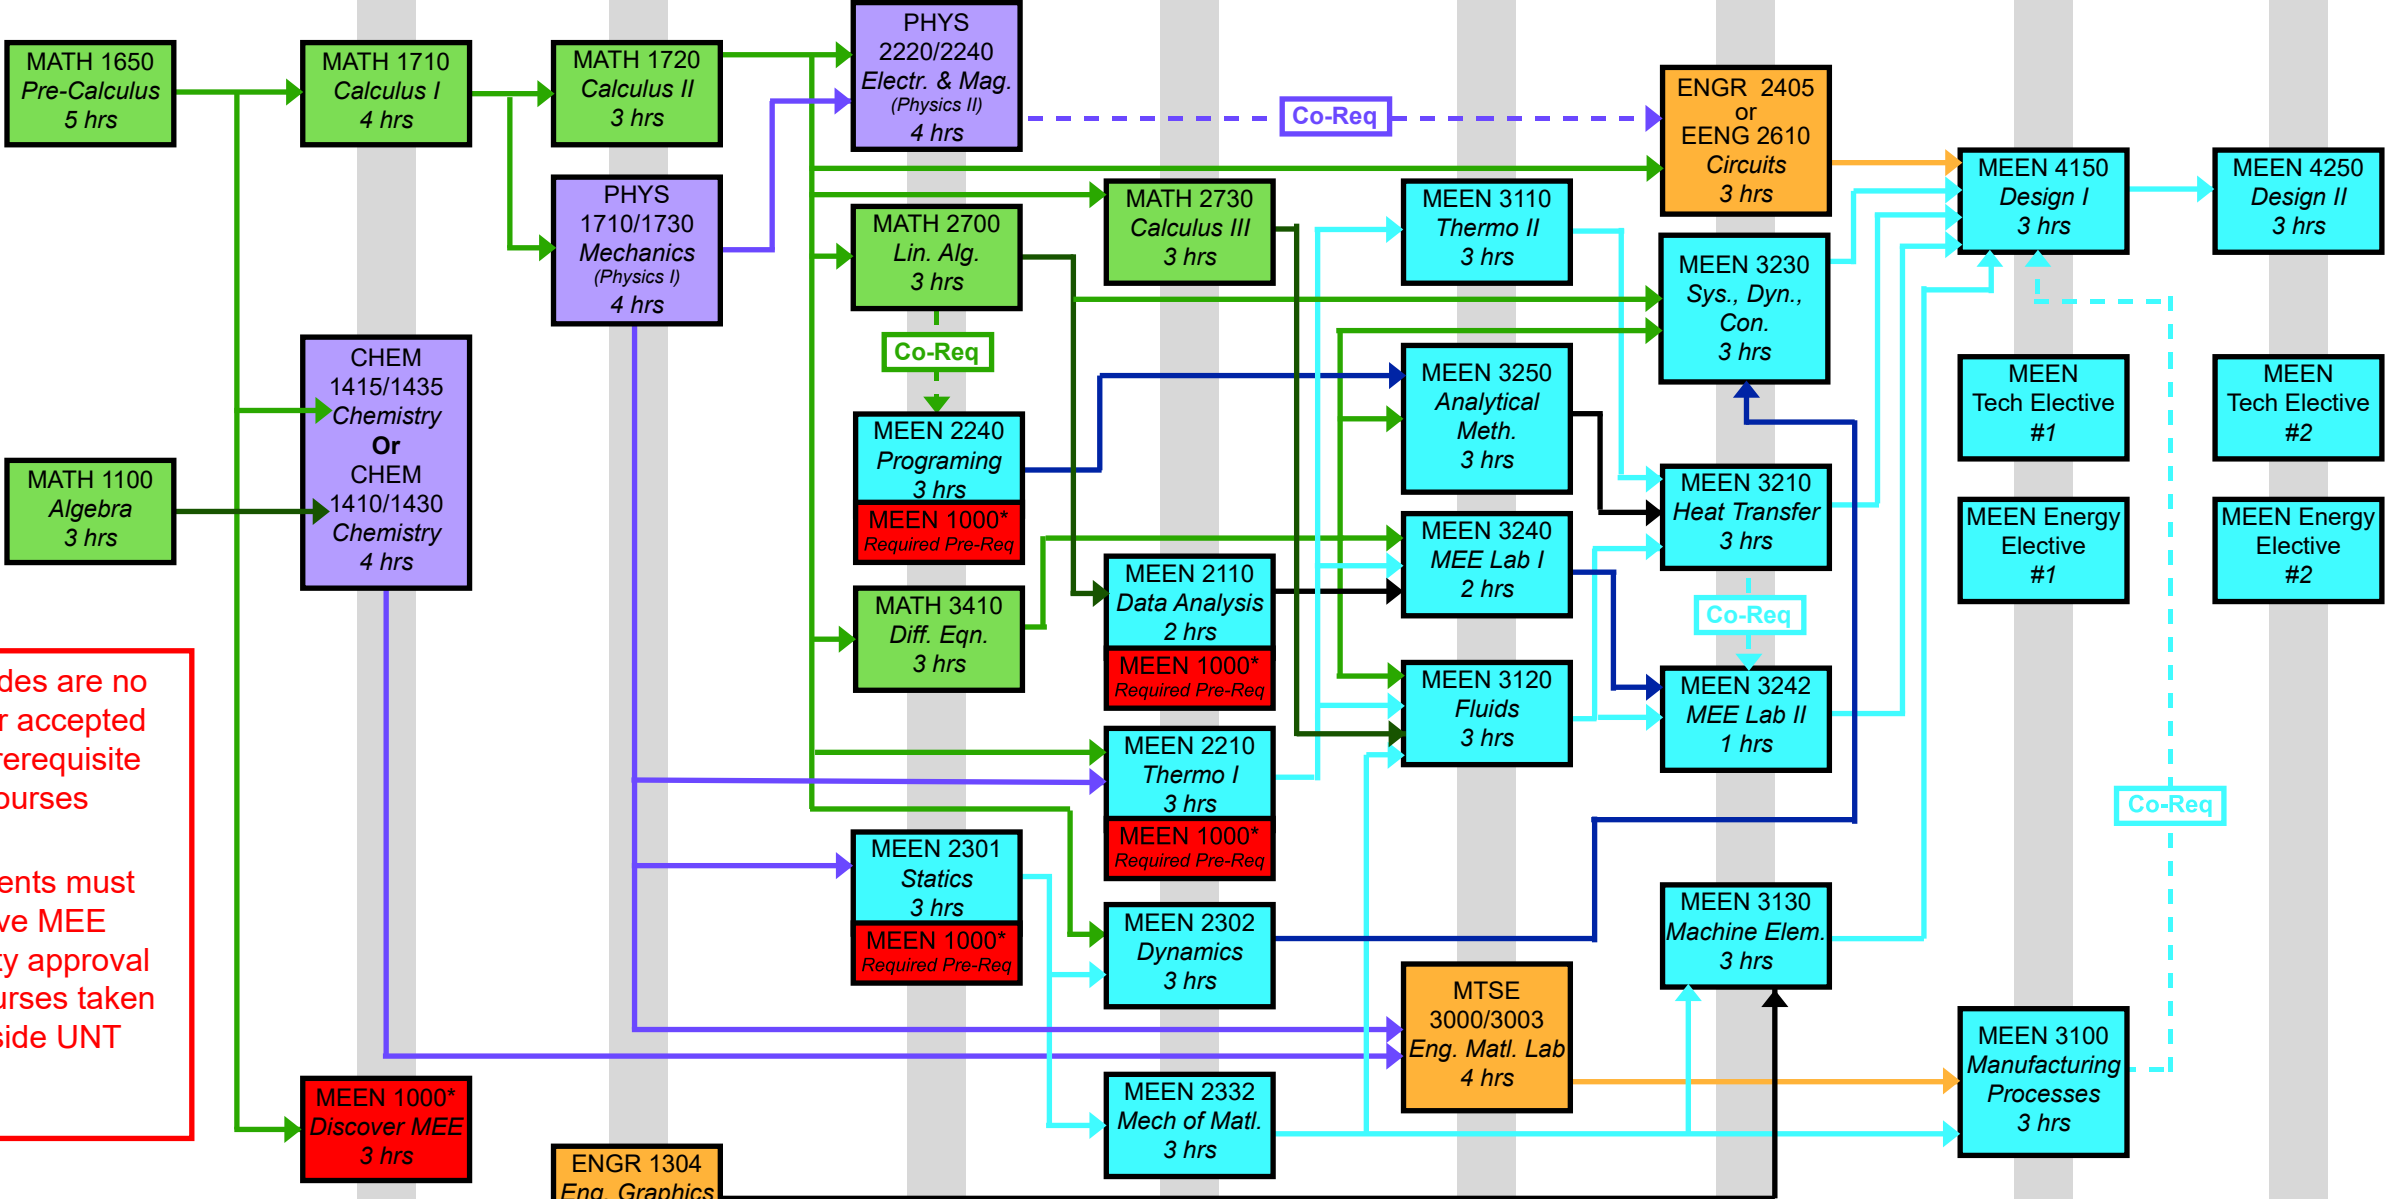 MATH 1650
Pre-Calculus
5 hrs
MATH 1710
Calculus I
4 hrs
MATH 1720
Calculus II
3 hrs
PHYS
2220/2240
Electr. & Mag.
(Physics II)
4 hrs
Co-Req
ENGR 2405
or
EENG 2610
Circuits
3 hrs
MEEN 4150
Design I
3 hrs
MEEN 4250
Design II
3 hrs
PHYS
1710/1730
Mechanics
(Physics I)
4 hrs
MATH 2700
Lin. Alg.
3 hrs
MATH 2730
Calculus III
3 hrs
MEEN 3110
Thermo II
3 hrs
MEEN 3230
Sys., Dyn.,
Con.
3 hrs
Co-Req
CHEM
1415/1435
Chemistry
Or
CHEM
1410/1430
Chemistry
4 hrs
MATH 1100
Algebra
3 hrs
MEEN 2240
Programing
3 hrs
MEEN 1000*
Required Pre-Req
MEEN 3250
Analytical
Meth.
3 hrs
MEEN
Tech Elective
#1
MEEN
Tech Elective
#2
MEEN 3210
Heat Transfer
3 hrs
MEEN Energy
Elective
#1
MEEN Energy
Elective
#2
MEEN 3240
MEE Lab I
2 hrs
MATH 3410
Diff. Eqn.
3 hrs
MEEN 2110
Data Analysis
2 hrs
MEEN 1000*
Required Pre-Req
Co-Req
MEEN 3120
Fluids
3 hrs
MEEN 3242
MEE Lab II
1 hrs
des are no
r accepted
rerequisite
ourses
ents must
ve MEE
ty approval
urses taken
side UNT
MEEN 2210
Thermo I
3 hrs
MEEN 1000*
Required Pre-Req
Co-Req
MEEN 2301
Statics
3 hrs
MEEN 1000*
Required Pre-Req
MEEN 2302
Dynamics
3 hrs
MEEN 3130
Machine Elem.
3 hrs
MTSE
3000/3003
Eng. Matl. Lab
4 hrs
MEEN 3100
Manufacturing
Processes
3 hrs
MEEN 1000*
Discover MEE
3 hrs
MEEN 2332
Mech of Matl.
3 hrs
ENGR 1304
Eng. Graphics